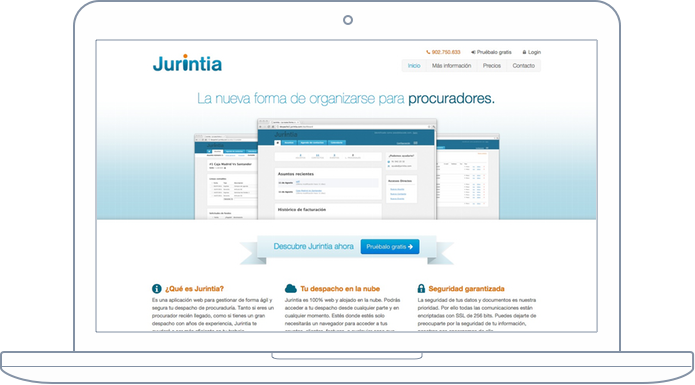 902.750.833 Pruébalo gratis Login
Jurintia
Inicio Más información Precios Contacto
La nueva forma de organizarse para procuradores.
Asuntos recientes
Histórico de facturación
Descubre Jurintia ahora Pruébalo gratis
¿Qué es Jurintia?
Es una aplicación web para gestionar de forma ágil y
segura tu despacho de procuraduría. Tanto si eres un
procurador recién llegado, como si tienes un gran
despacho con años de experiencia, Jurintia te
Tu despacho en la nube
Jurintia es 100% web y alojado en la nube. Podrás
acceder a tu despacho desde cualquier parte y en
cualquier momento. Estés donde estés solo
necesitarás un navegador para acceder a tus
Seguridad garantizada
La seguridad de tus datos y documentos es nuestra
prioridad. Por ello todas las comunicaciones están
encriptadas con SSL de 256 bits. Puedes dejarte de
preocuparte por la seguridad de tu información,